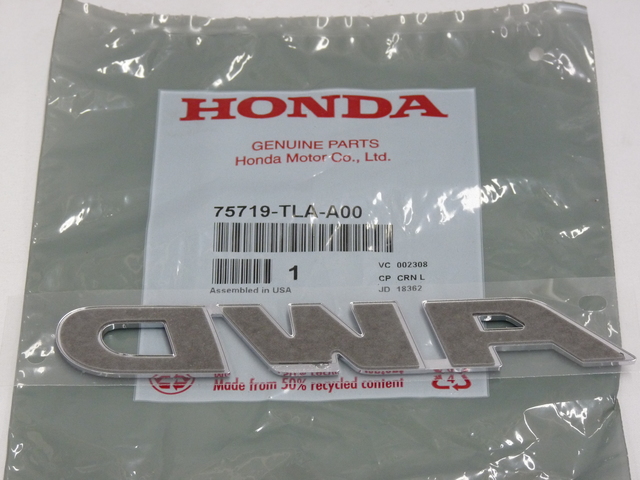 HONDA
GENUINE PARTS
Honda Motor Co., Ltd.
75719-TLA-A00
1
VC 002308
CP CRN L
Assembled in USA
JD 18362
AWD
Made from 50% recycled content
4